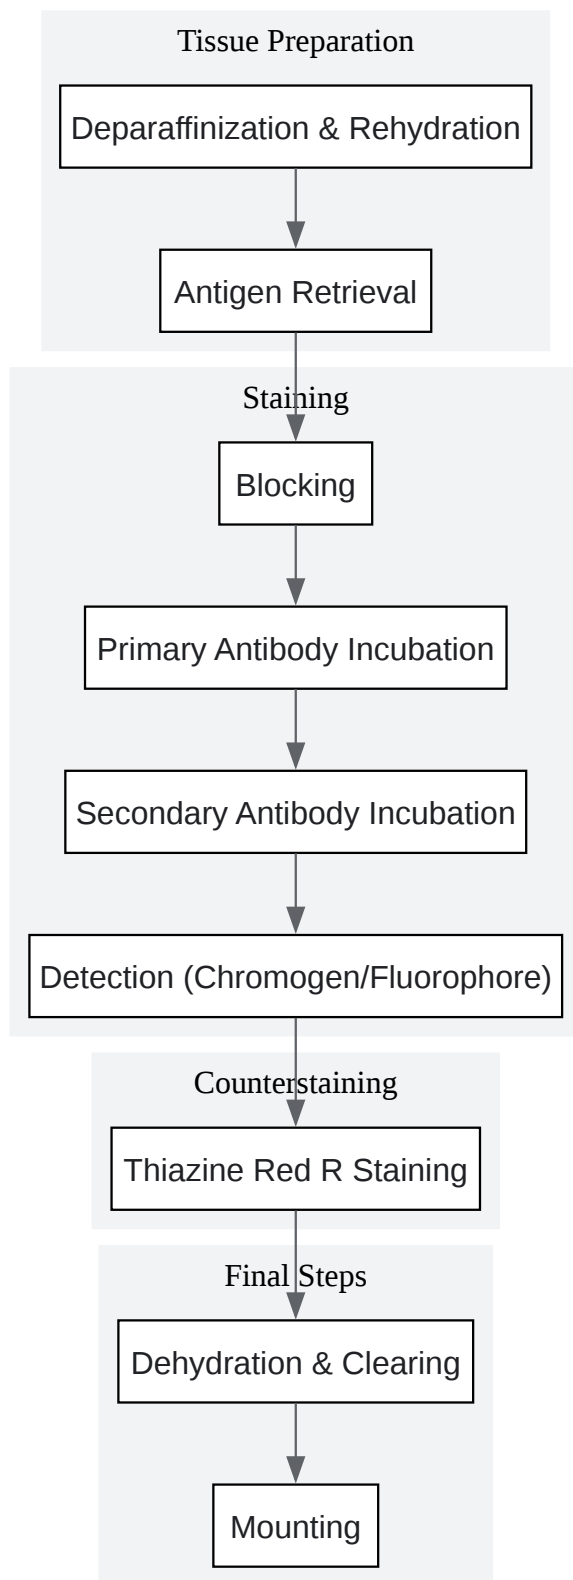 Tissue Preparation
Deparaffinization & Rehydration
Antigen Retrieval
Staining
Blocking
Primary Antibody Incubation
Secondary Antibody Incubation
Detection (Chromogen/Fluorophore)
Counterstaining
Thiazine Red R Staining
Final Steps
Dehydration & Clearing
Mounting